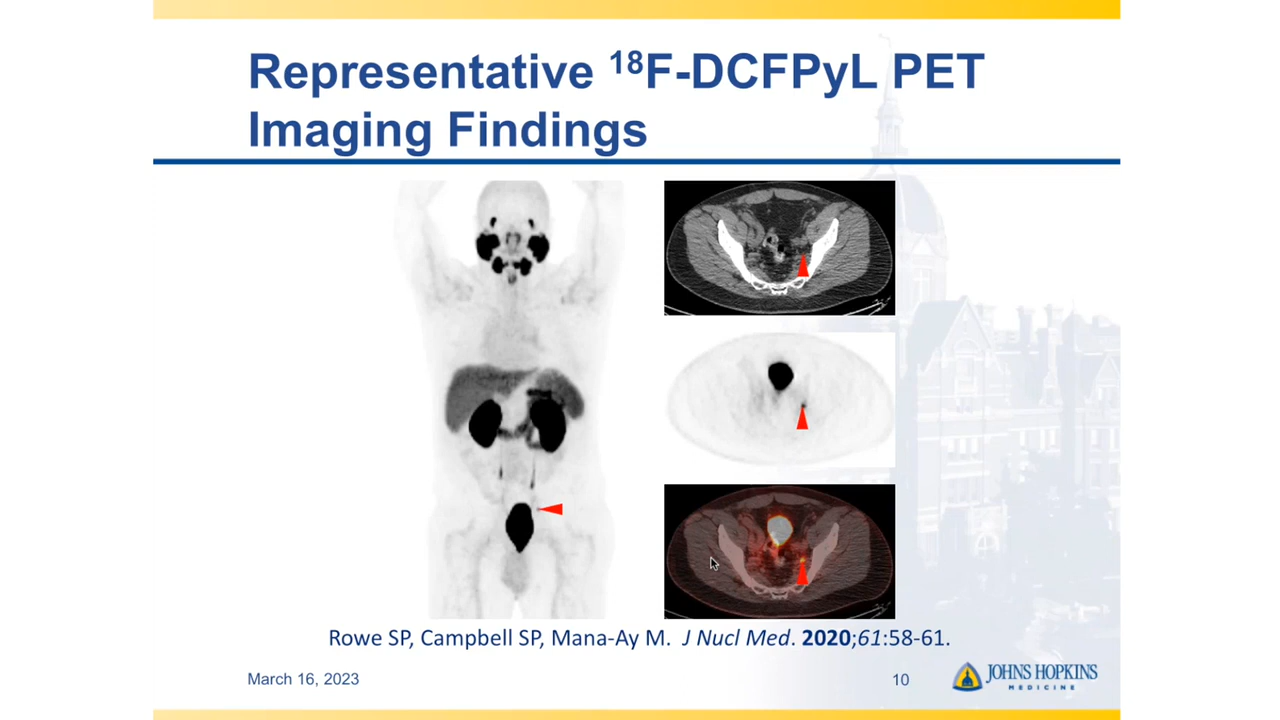 Representative ¹⁸F-DCFPyL PET
Imaging Findings
Rowe SP, Campbell SP, Mana-Ay M. J Nucl Med. 2020;61:58-61.
March 16, 2023
10
JOHNS HOPKINS
MEDICINE